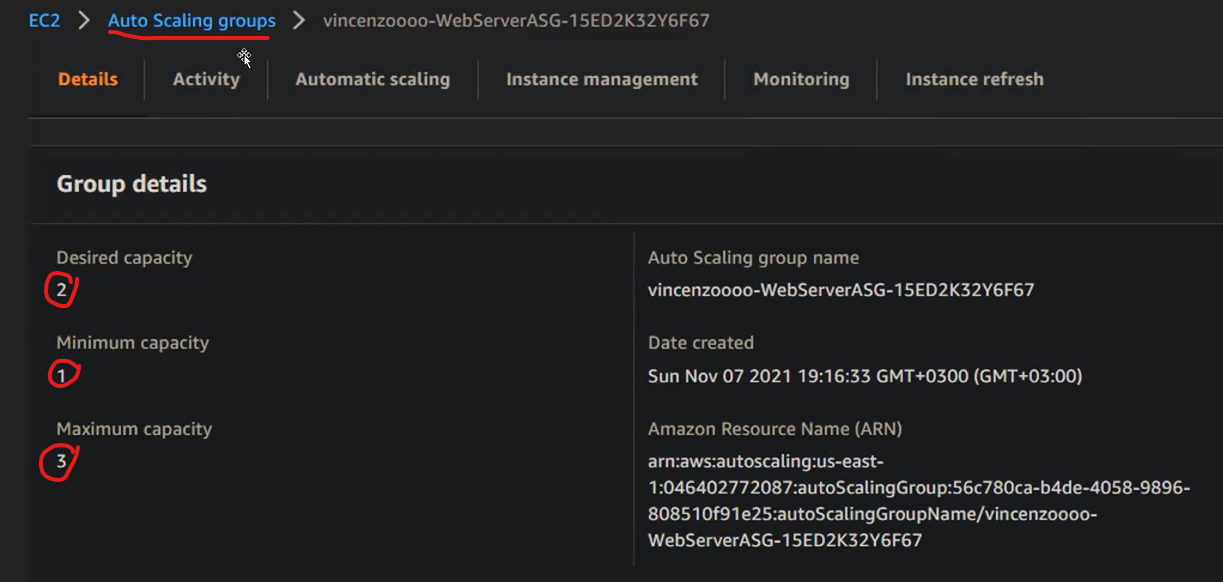 EC2 > Auto Scaling groups > vincenzoooo-WebServerASG-15ED2K32Y6F67
Details Activity Automatic scaling Instance management Monitoring Instance refresh
Group details
Desired capacity
2
Minimum capacity
1
Maximum capacity
3
Auto Scaling group name
vincenzoooo-WebServerASG-15ED2K32Y6F67
Date created
Sun Nov 07 2021 19:16:33 GMT+0300 (GMT+03:00)
Amazon Resource Name (ARN)
arn:aws:autoscaling:us-east-
1:046402772087:autoScalingGroup:56c780ca-b4de-4058-9896-
808510f91e25:autoScalingGroupName/vincenzoooo-
WebServerASG-15ED2K32Y6F67